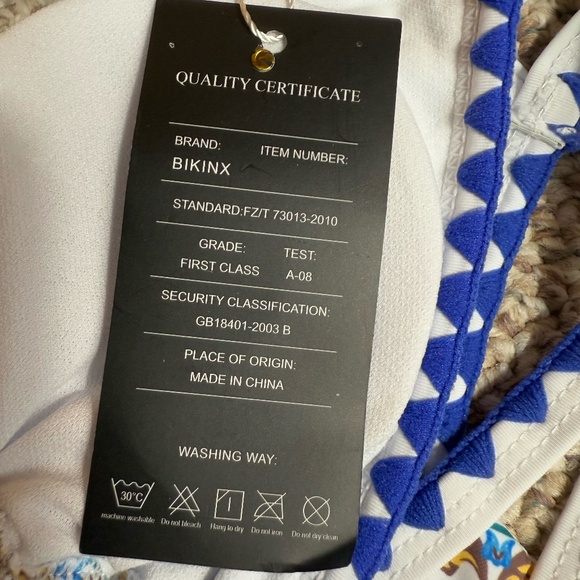 QUALITY CERTIFICATE
BRAND: ITEM NUMBER:
BIKINX
STANDARD:FZ/T 73013-2010
GRADE: TEST:
FIRST CLASS A-08
SECURITY CLASSIFICATION:
GB18401-2003 B
PLACE OF ORIGIN:
MADE IN CHINA
WASHING WAY:
30°C
machine washable Do not bleach Hang to dry Do not iron Do not dry clean